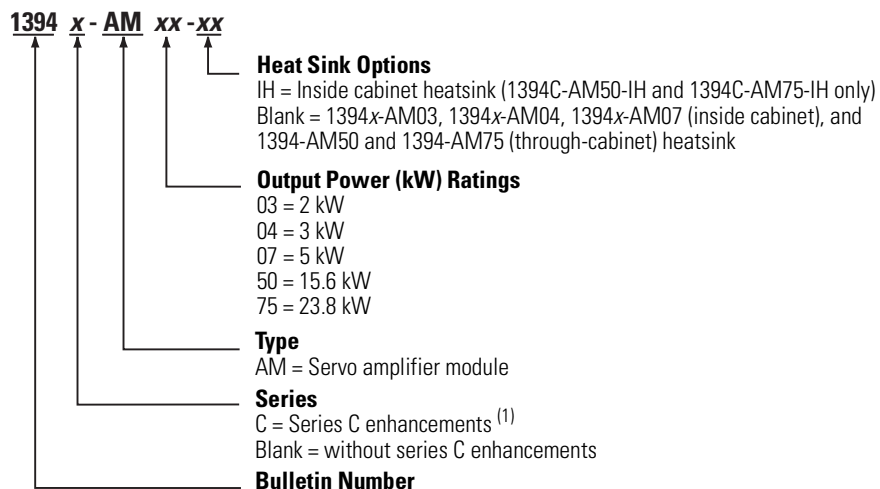 1394 x - AM xx - xx
Heat Sink Options
IH = Inside cabinet heatsink (1394C-AM50-IH and 1394C-AM75-IH only)
Blank = 1394x-AM03, 1394x-AM04, 1394x-AM07 (inside cabinet), and
1394-AM50 and 1394-AM75 (through-cabinet) heatsink
Output Power (kW) Ratings
03 = 2 kW
04 = 3 kW
07 = 5 kW
50 = 15.6 kW
75 = 23.8 kW
Type
AM = Servo amplifier module
Series
C = Series C enhancements (1)
Blank = without series C enhancements
Bulletin Number